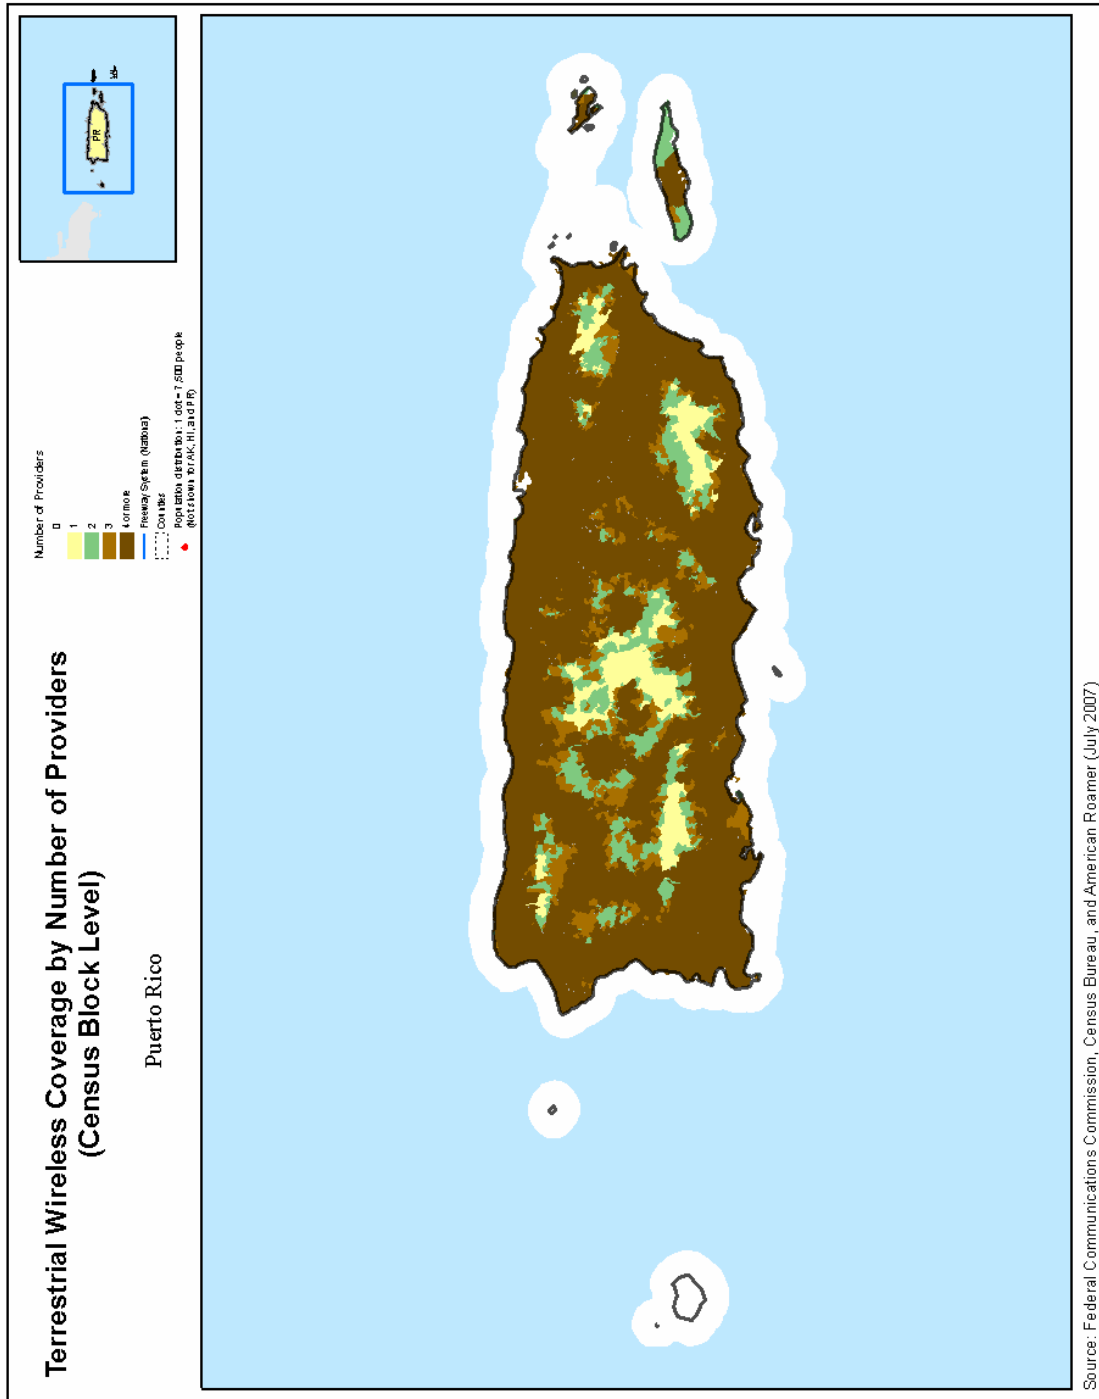 Terrestrial Wireless Coverage by Number of Providers
(Census Block Level)
Puerto Rico
Number of Providers
0
1
2
3
4 or more
Freeway System (National)
Counties
Population distribution: 1 dot = 7,500 people
(Not shown for AK, HI, and PR)
PR
Source: Federal Communications Commission, Census Bureau, and American Roamer (July 2007)